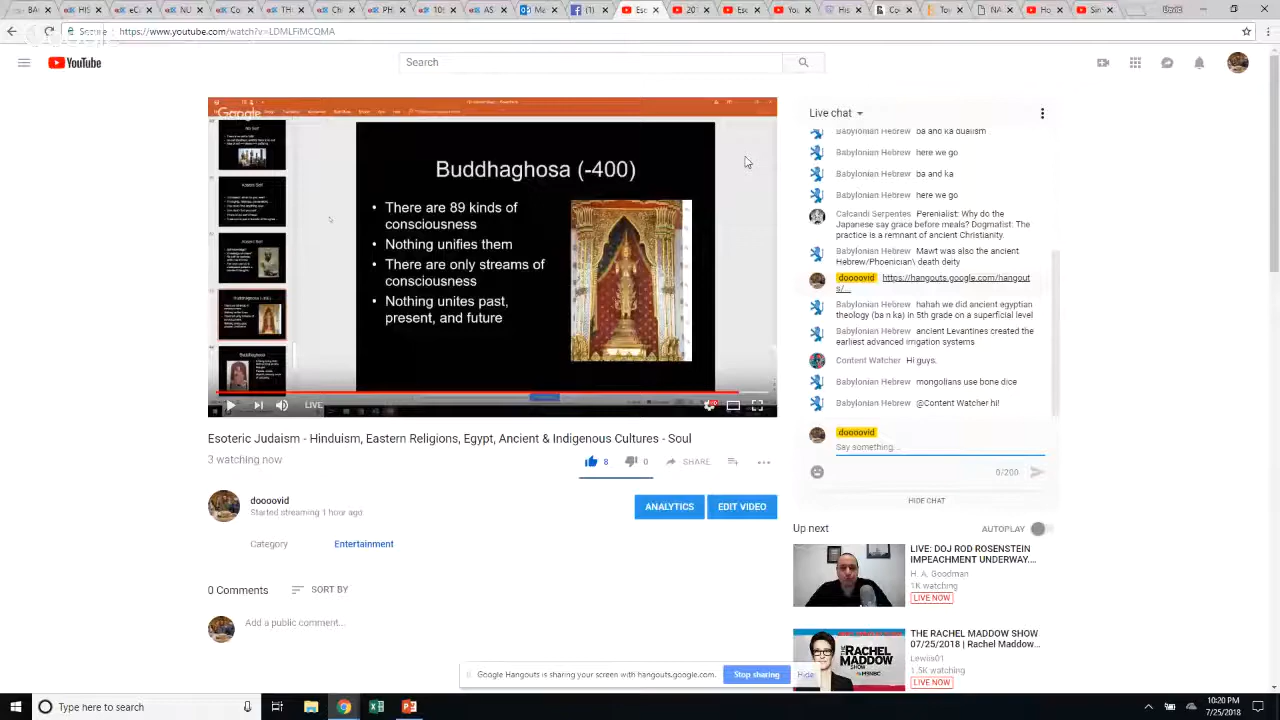 https://www.youtube.com/watch?v=LDMLFiMCQMA
YouTube
Search
Google
Buddhaghosa (-400)
• There are 89 kinds of
consciousness
• Nothing unifies them
• There are only streams of
consciousness
• Nothing unites past,
present, and future
LIVE
Esoteric Judaism - Hinduism, Eastern Religions, Egypt, Ancient & Indigenous Cultures - Soul
3 watching now
8
0
SHARE
doooovid
Started streaming 1 hour ago
ANALYTICS
EDIT VIDEO
Category
Entertainment
0 Comments
SORT BY
Add a public comment...
Live chat
Babylonian Hebrew ba and ka dualism
Babylonian Hebrew here we go
Babylonian Hebrew ba and ka
Babylonian Hebrew here we go
Calcandi Serpentes Perennialist: Why do the
Japanese say grace before meals? Dogmatist: The
practice is a remnant of ancient Christianity.
Babylonian Hebrew Mawt was also the ancient
Hebrew/Phoenician\ death deity
doooovid https://hangouts.google.com/hangout
s/...
Babylonian Hebrew hahah we did ancient egyptian
theology (ba n ka) in 5th grade on a superficial level
Babylonian Hebrew ancient Levantines created the
earliest advanced irrigation systems
Content Watcher Hi guys.
Babylonian Hebrew mongolians use bone dice
Babylonian Hebrew @Content Watcher hi!
doooovid
Say something...
0/200
HIDE CHAT
Up next
AUTOPLAY
LIVE: DOJ ROD ROSENSTEIN
IMPEACHMENT UNDERWAY....
H. A. Goodman
1K watching
LIVE NOW
THE RACHEL MADDOW SHOW
07/25/2018 | Rachel Maddow...
Lewiis01
1.5K watching
LIVE NOW
THE
RACHEL
MADDOW
MSNBC
Google Hangouts is sharing your screen with hangouts.google.com.
Stop sharing
Hide
Type here to search
10:20 PM
7/25/2018